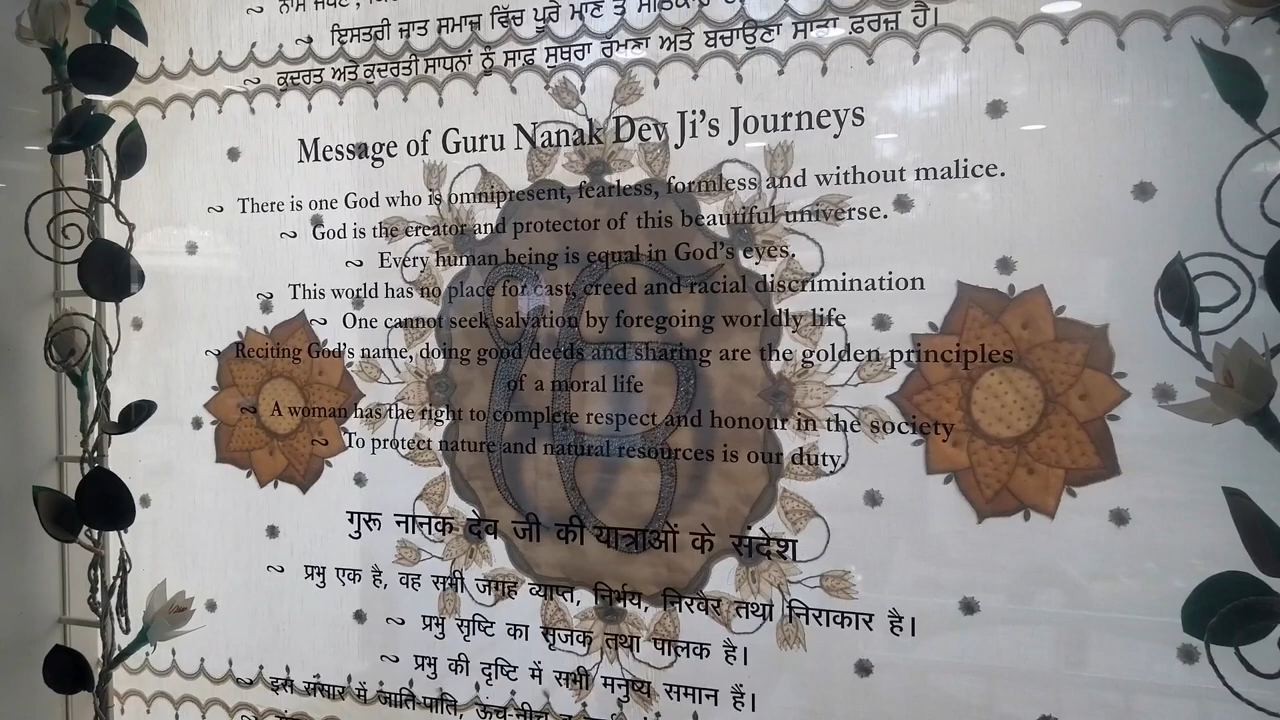 ~ ਨਾਮ ਜਪਣਾ,
~ ਇਸਤਰੀ ਜਾਤ ਸਮਾਜ ਵਿੱਚ ਪੂਰੇ ਮਾਣ ਤੇ
~ ਕੁਦਰਤ ਅਤੇ ਕੁਦਰਤੀ ਸਾਧਨਾਂ ਨੂੰ ਸਾਫ਼ ਸੁਥਰਾ ਰੱਖਣਾ ਅਤੇ ਬਚਾਉਣਾ ਸਾਡਾ ਫ਼ਰਜ਼ ਹੈ।
Message of Guru Nanak Dev Ji's Journeys
~ There is one God who is omnipresent, fearless, formless and without malice.
~ God is the creator and protector of this beautiful universe.
~ Every human being is equal in God's eyes.
~ This world has no place for cast, creed and racial discrimination
~ One cannot seek salvation by foregoing worldly life
~ Reciting God's name, doing good deeds and sharing are the golden principles
of a moral life
~ A woman has the right to complete respect and honour in the society
~ To protect nature and natural resources is our duty.
गुरू नानक देव जी की यात्राओं के संदेश
~ प्रभु एक है, वह सभी जगह व्याप्त, निर्भय, निरवैर तथा निराकार है।
~ प्रभु सृष्टि का सृजक तथा पालक है।
~ प्रभु की दृष्टि में सभी मनुष्य समान हैं।
~ इस संसार में जाति-पाति, ऊंच-नीच